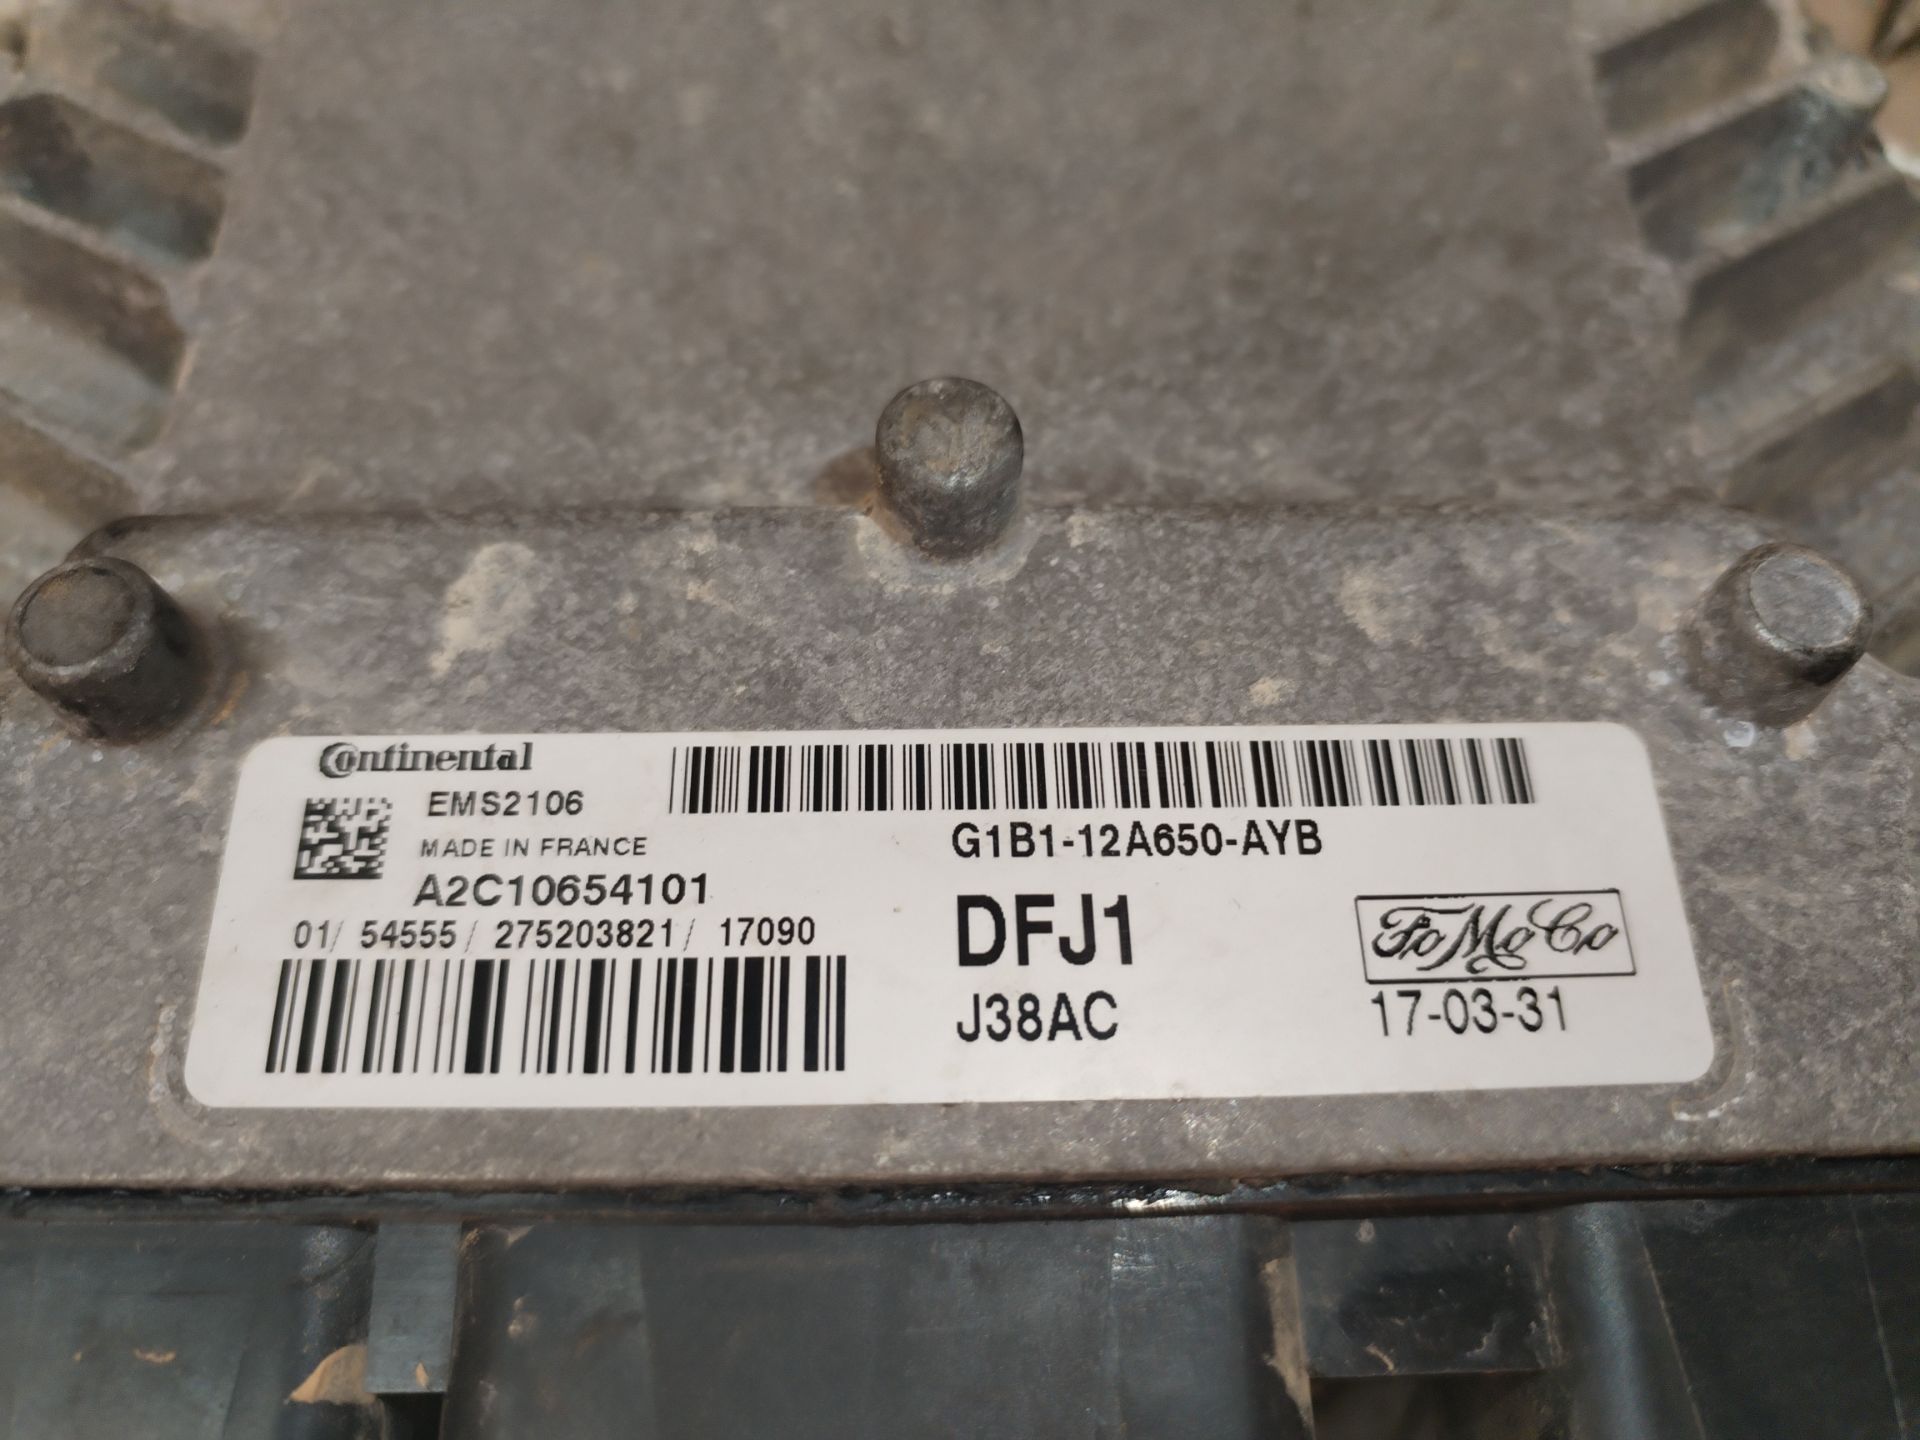 Continental
EMS2106
MADE IN FRANCE
A2C10654101
01/ 54555/ 275203821/ 17090
G1B1-12A650-AYB
DFJ1
J38AC
FoMoCo
17-03-31